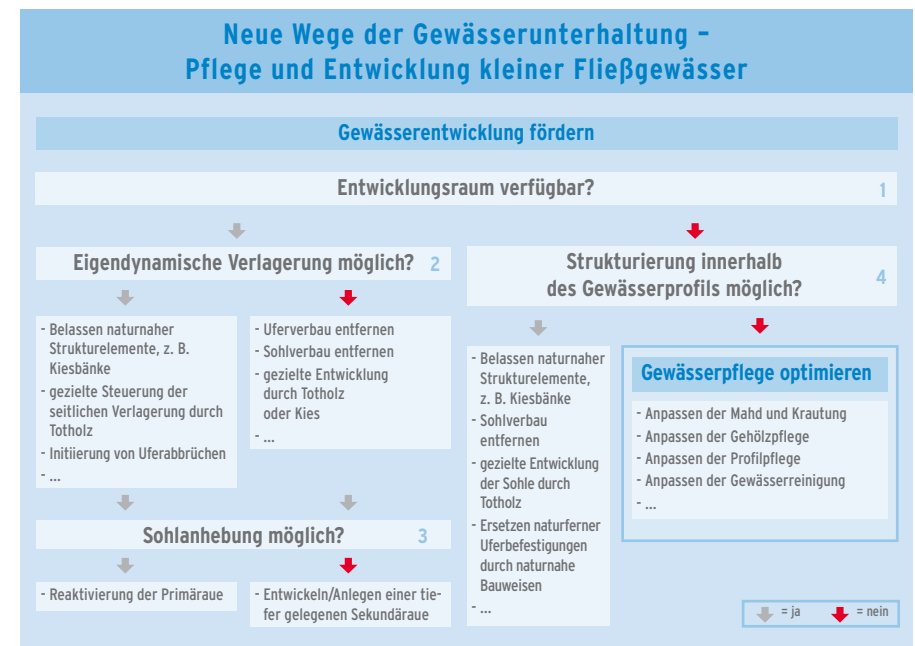 Neue Wege der Gewässerunterhaltung –
Pflege und Entwicklung kleiner Fließgewässer
Gewässerentwicklung fördern
Entwicklungsraum verfügbar?
1
Eigendynamische Verlagerung möglich?
2
- Belassen naturnaher
Strukturelemente, z. B.
Kiesbänke
- gezielte Steuerung der
seitlichen Verlagerung durch
Totholz
- Initiierung von Uferabbrüchen
- ...
- Uferverbau entfernen
- Sohlverbau entfernen
- gezielte Entwicklung
durch Totholz
oder Kies
- ...
Sohlanhebung möglich?
3
- Reaktivierung der Primäraue
- Entwickeln/Anlegen einer tie-
fer gelegenen Sekundäraue
Strukturierung innerhalb
des Gewässerprofils möglich?
4
- Belassen naturnaher
Strukturelemente,
z. B. Kiesbänke
- Sohlverbau
entfernen
- gezielte Entwicklung
der Sohle durch
Totholz
- Ersetzen naturferner
Uferbefestigungen
durch naturnahe
Bauweisen
- ...
Gewässerpflege optimieren
- Anpassen der Mahd und Krautung
- Anpassen der Gehölzpflege
- Anpassen der Profilpflege
- Anpassen der Gewässerreinigung
- ...
= ja
= nein